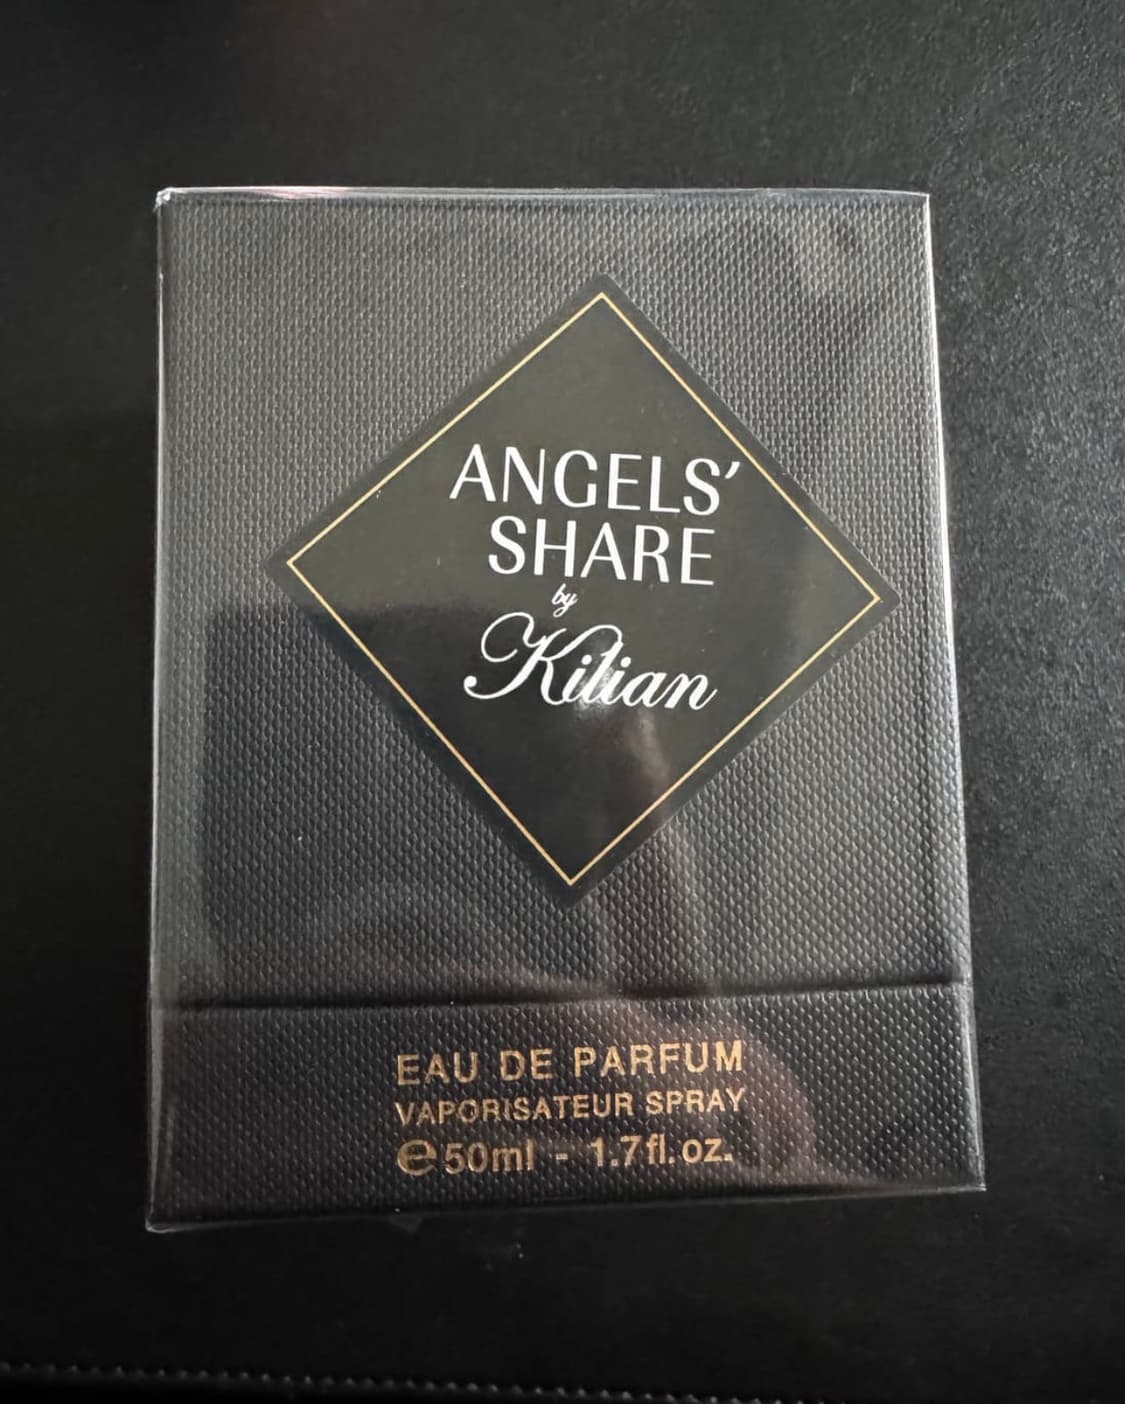 ANGELS'
SHARE
by
Kilian
EAU DE PARFUM
VAPORISATEUR SPRAY
℮50ml - 1.7fl.oz.